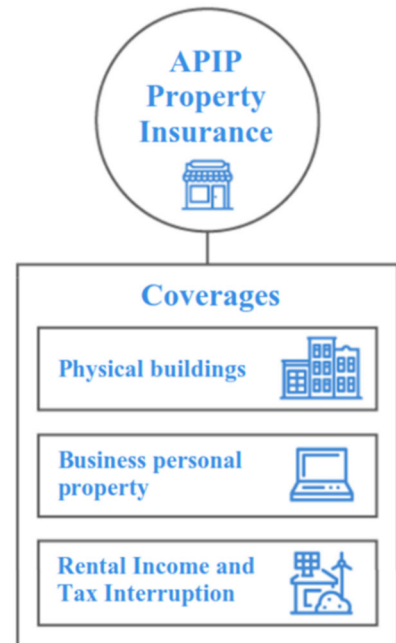 APIP
Property
Insurance
Coverages
Physical buildings
Business personal
property
Rental Income and
Tax Interruption